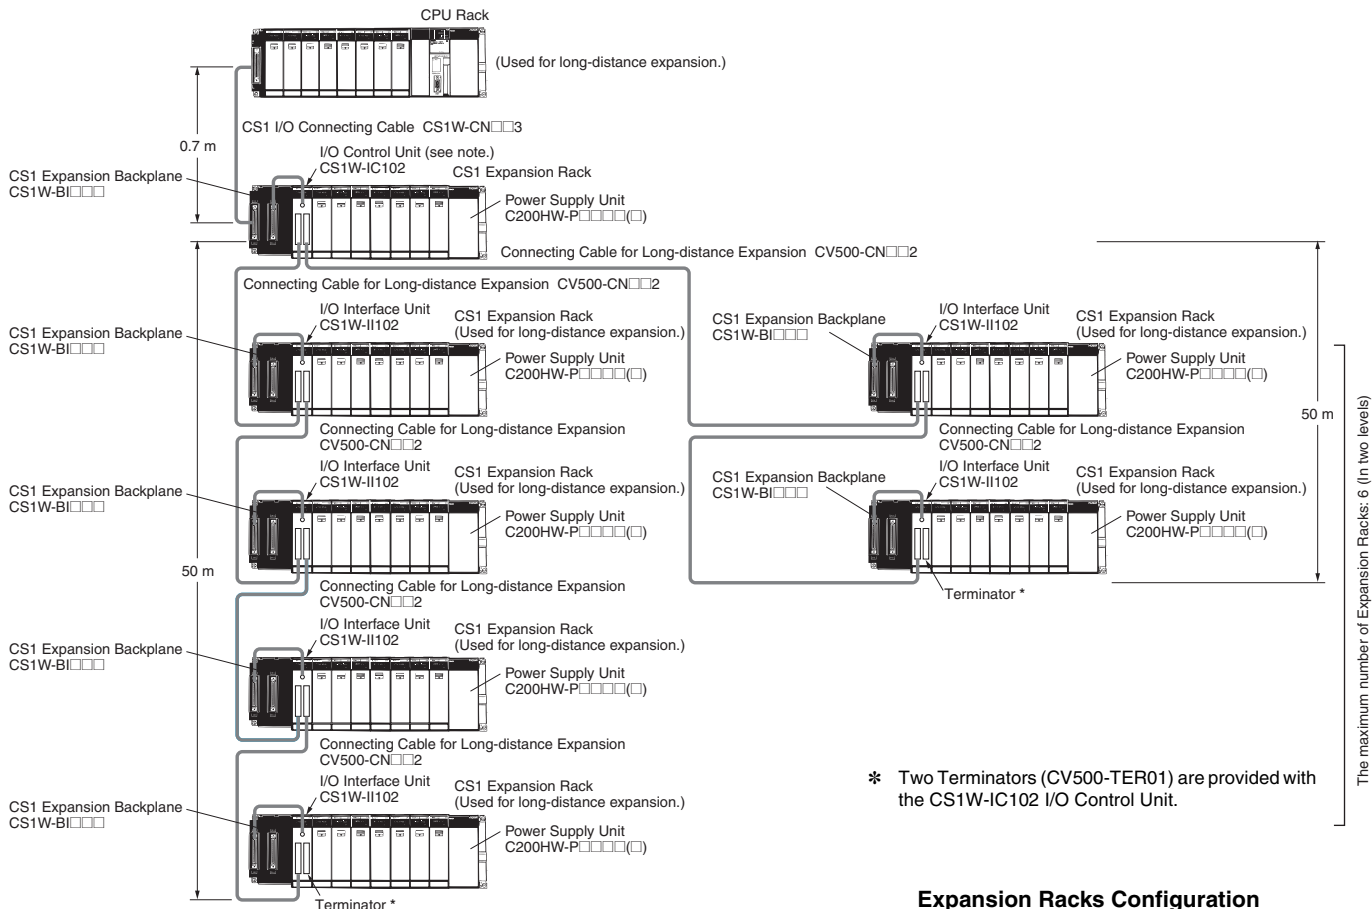 CPU Rack
(Used for long-distance expansion.)
CS1 I/O Connecting Cable CS1W-CN□□3
0.7 m
I/O Control Unit (see note.)
CS1W-IC102
CS1 Expansion Rack
CS1 Expansion Backplane
CS1W-BI□□□
Power Supply Unit
C200HW-P□□□□(□)
Connecting Cable for Long-distance Expansion CV500-CN□□2
Connecting Cable for Long-distance Expansion CV500-CN□□2
I/O Interface Unit
CS1W-II102
CS1 Expansion Rack
(Used for long-distance expansion.)
CS1 Expansion Backplane
CS1W-BI□□□
Power Supply Unit
C200HW-P□□□□(□)
CS1 Expansion Backplane
CS1W-BI□□□
I/O Interface Unit
CS1W-II102
CS1 Expansion Rack
(Used for long-distance expansion.)
Power Supply Unit
C200HW-P□□□□(□)
50 m
Connecting Cable for Long-distance Expansion
CV500-CN□□2
Connecting Cable for Long-distance Expansion
CV500-CN□□2
I/O Interface Unit
CS1W-II102
CS1 Expansion Rack
(Used for long-distance expansion.)
CS1 Expansion Backplane
CS1W-BI□□□
Power Supply Unit
C200HW-P□□□□(□)
CS1 Expansion Backplane
CS1W-BI□□□
I/O Interface Unit
CS1W-II102
CS1 Expansion Rack
(Used for long-distance expansion.)
Power Supply Unit
C200HW-P□□□□(□)
Terminator *
The maximum number of Expansion Racks: 6 (In two levels)
50 m
Connecting Cable for Long-distance Expansion
CV500-CN□□2
I/O Interface Unit
CS1W-II102
CS1 Expansion Rack
(Used for long-distance expansion.)
CS1 Expansion Backplane
CS1W-BI□□□
Power Supply Unit
C200HW-P□□□□(□)
Connecting Cable for Long-distance Expansion
CV500-CN□□2
I/O Interface Unit
CS1W-II102
CS1 Expansion Rack
(Used for long-distance expansion.)
CS1 Expansion Backplane
CS1W-BI□□□
Power Supply Unit
C200HW-P□□□□(□)
Terminator *
✻ Two Terminators (CV500-TER01) are provided with
the CS1W-IC102 I/O Control Unit.
Expansion Racks Configuration